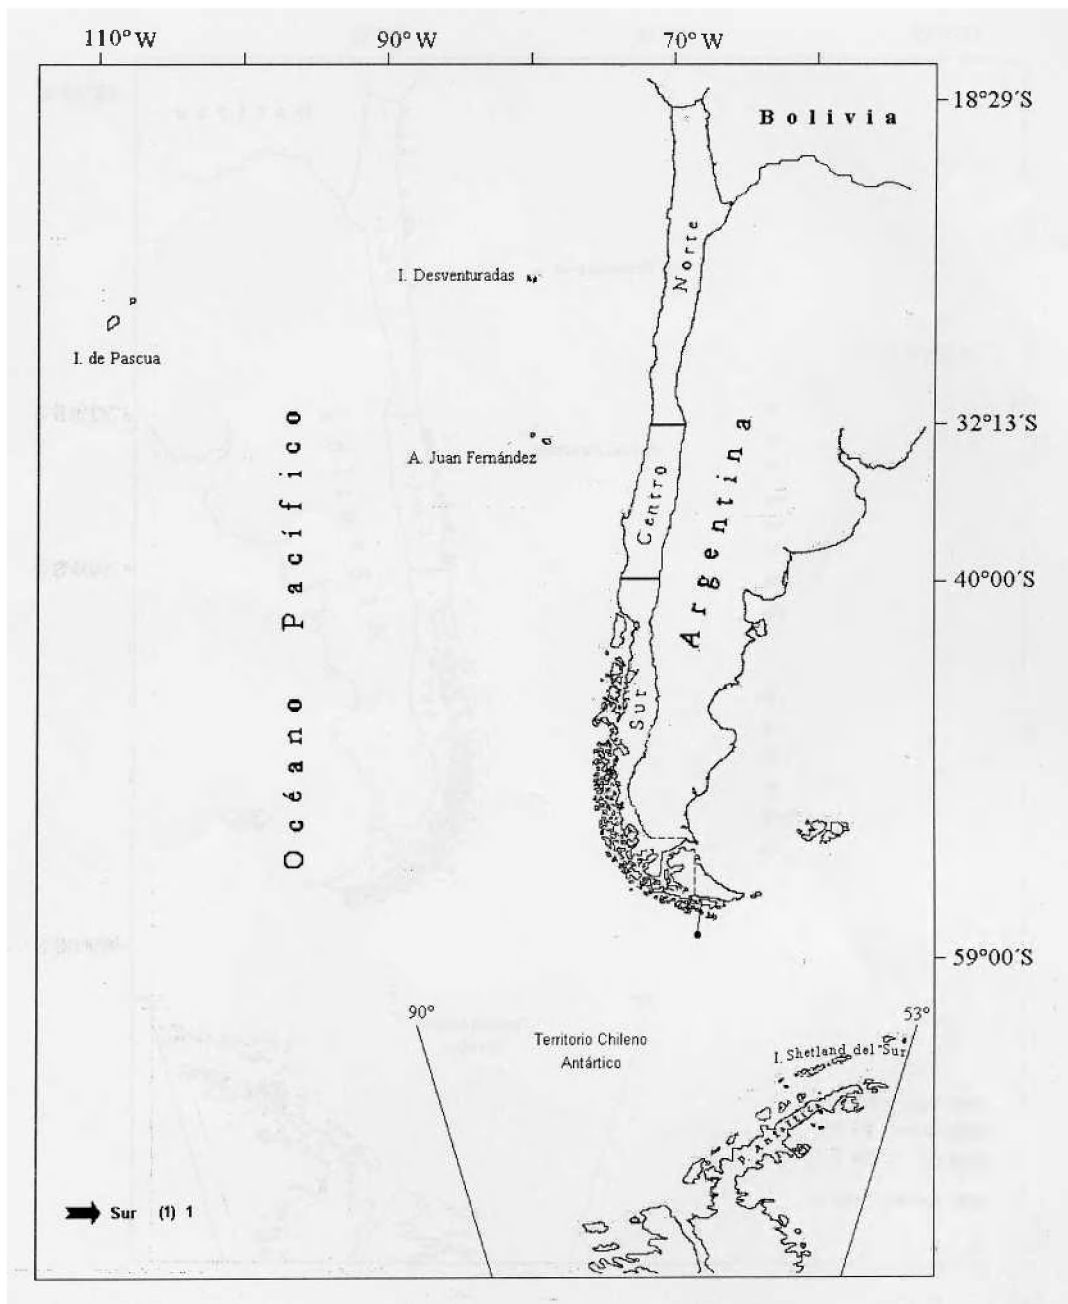 110° W
90° W
70° W
18°29´S
Bolivia
Norte
I. Desventuradas
I. de Pascua
32°13´S
A. Juan Fernández
Centro
Argentina
Océano Pacífico
40°00´S
Sur
59°00´S
90°
53°
Territorio Chileno
Antártico
I. Shetland del Sur
P. Antártica
Sur (1) 1